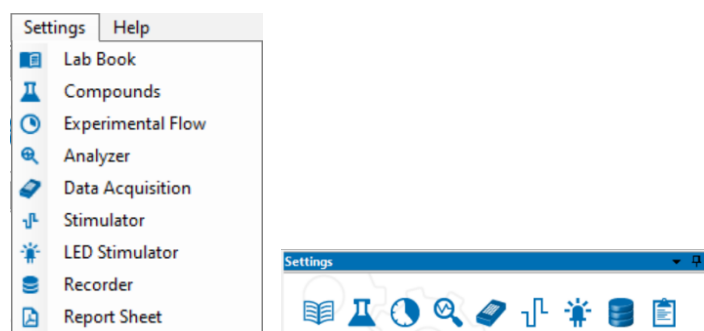 Settings Help
Lab Book
Compounds
Experimental Flow
Analyzer
Data Acquisition
Stimulator
LED Stimulator
Recorder
Report Sheet
Settings